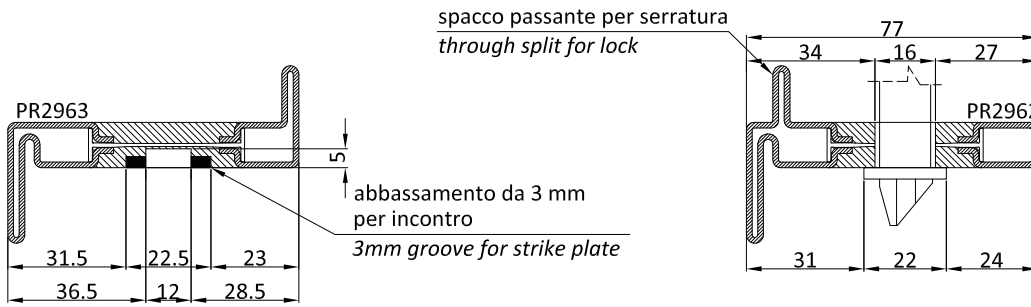 spacco passante per serratura
through split for lock
77
34
16
27
PR2963
PR2962
5
abbassamento da 3 mm
per incontro
3mm groove for strike plate
31.5
22.5
23
36.5
12
28.5
31
22
24